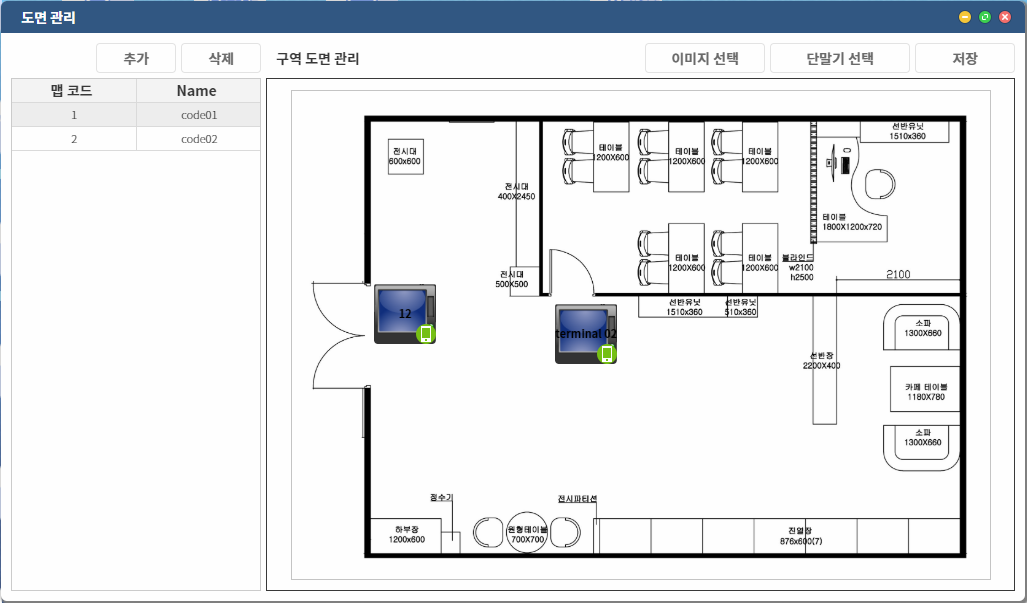 도면 관리
추가
삭제
구역 도면 관리
이미지 선택
단말기 선택
저장
맵 코드
Name
1
code01
2
code02
전시대
600x600
전시대
400X2450
테이블
1200X600
테이블
1200X600
테이블
1200X600
선반유닛
1510x360
테이블
1800X1200x720
전시대
500X500
테이블
1200X600
테이블
1200X600
블라인드
w2100
h2500
2100
선반유닛
1510x360
선반유닛
510x360
12
terminal 02
소파
1300X660
선반장
2200X400
카페 테이블
1180X780
소파
1300X660
정수기
전시파티션
하부장
1200x600
원형테이블
700X700
진열장
876x600(7)